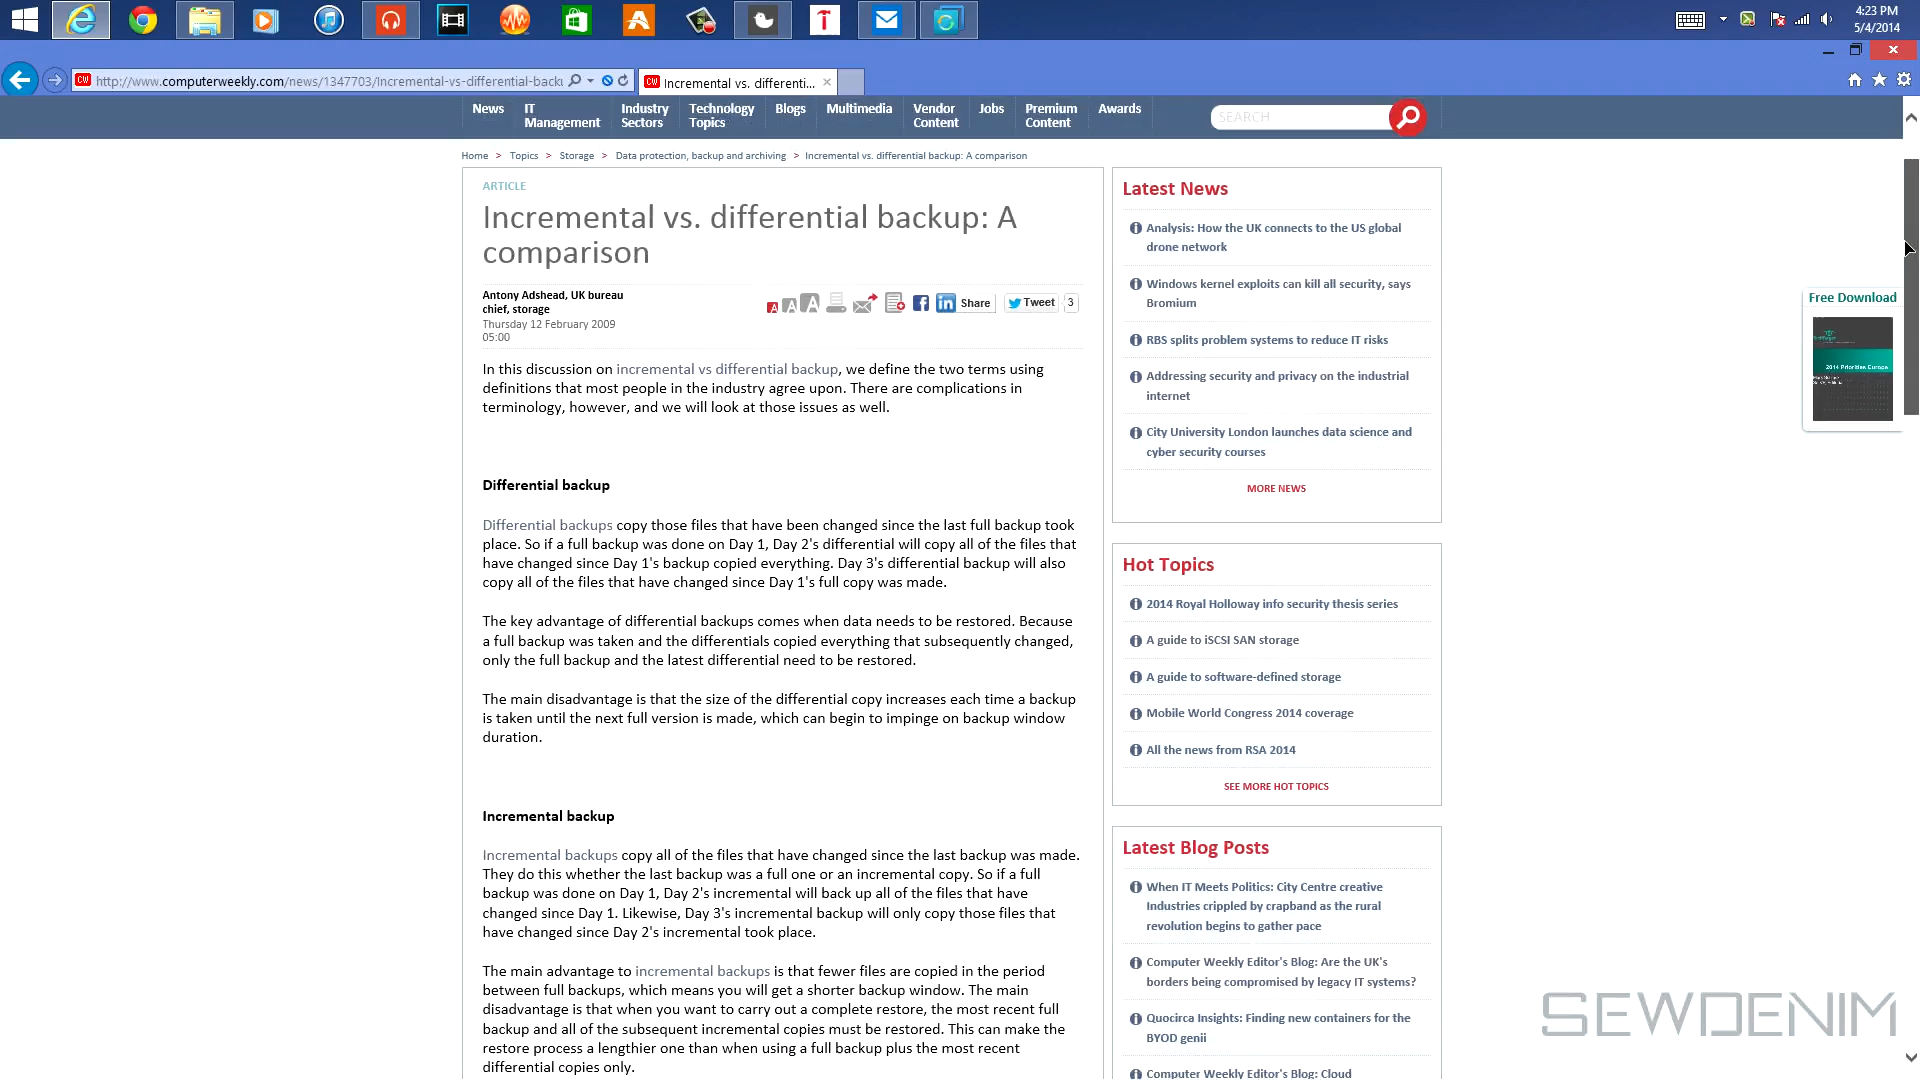 4:23 PM
5/4/2014
http://www.computerweekly.com/news/1347703/Incremental-vs-differential-back
Incremental vs. differenti...
News
IT Management
Industry Sectors
Technology Topics
Blogs
Multimedia
Vendor Content
Jobs
Premium Content
Awards
SEARCH
Home > Topics > Storage > Data protection, backup and archiving > Incremental vs. differential backup: A comparison
ARTICLE
Incremental vs. differential backup: A
comparison
Antony Adshead, UK bureau
chief, storage
Thursday 12 February 2009
05:00
A A A Share Tweet 3
In this discussion on incremental vs differential backup, we define the two terms using
definitions that most people in the industry agree upon. There are complications in
terminology, however, and we will look at those issues as well.
Differential backup
Differential backups copy those files that have been changed since the last full backup took
place. So if a full backup was done on Day 1, Day 2's differential will copy all of the files that
have changed since Day 1's backup copied everything. Day 3's differential backup will also
copy all of the files that have changed since Day 1's full copy was made.
The key advantage of differential backups comes when data needs to be restored. Because
a full backup was taken and the differentials copied everything that subsequently changed,
only the full backup and the latest differential need to be restored.
The main disadvantage is that the size of the differential copy increases each time a backup
is taken until the next full version is made, which can begin to impinge on backup window
duration.
Incremental backup
Incremental backups copy all of the files that have changed since the last backup was made.
They do this whether the last backup was a full one or an incremental copy. So if a full
backup was done on Day 1, Day 2's incremental will back up all of the files that have
changed since Day 1. Likewise, Day 3's incremental backup will only copy those files that
have changed since Day 2's incremental took place.
The main advantage to incremental backups is that fewer files are copied in the period
between full backups, which means you will get a shorter backup window. The main
disadvantage is that when you want to carry out a complete restore, the most recent full
backup and all of the subsequent incremental copies must be restored. This can make the
restore process a lengthier one than when using a full backup plus the most recent
differential copies only.
Latest News
Analysis: How the UK connects to the US global
drone network
Windows kernel exploits can kill all security, says
Bromium
RBS splits problem systems to reduce IT risks
Addressing security and privacy on the industrial
internet
City University London launches data science and
cyber security courses
MORE NEWS
Hot Topics
2014 Royal Holloway info security thesis series
A guide to iSCSI SAN storage
A guide to software-defined storage
Mobile World Congress 2014 coverage
All the news from RSA 2014
SEE MORE HOT TOPICS
Latest Blog Posts
When IT Meets Politics: City Centre creative
Industries crippled by crapband as the rural
revolution begins to gather pace
Computer Weekly Editor's Blog: Are the UK's
borders being compromised by legacy IT systems?
Quocirca Insights: Finding new containers for the
BYOD genii
Computer Weekly Editor's Blog: Cloud
Free Download
2014 Priorities Europe
SEWDENIM